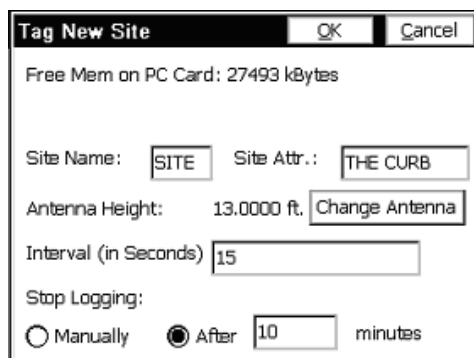 Tag New Site OK Cancel
Free Mem on PC Card: 27493 kBytes
Site Name: SITE Site Attr.: THE CURB
Antenna Height: 13.0000 ft. Change Antenna
Interval (in Seconds) 15
Stop Logging:
Manually After 10 minutes